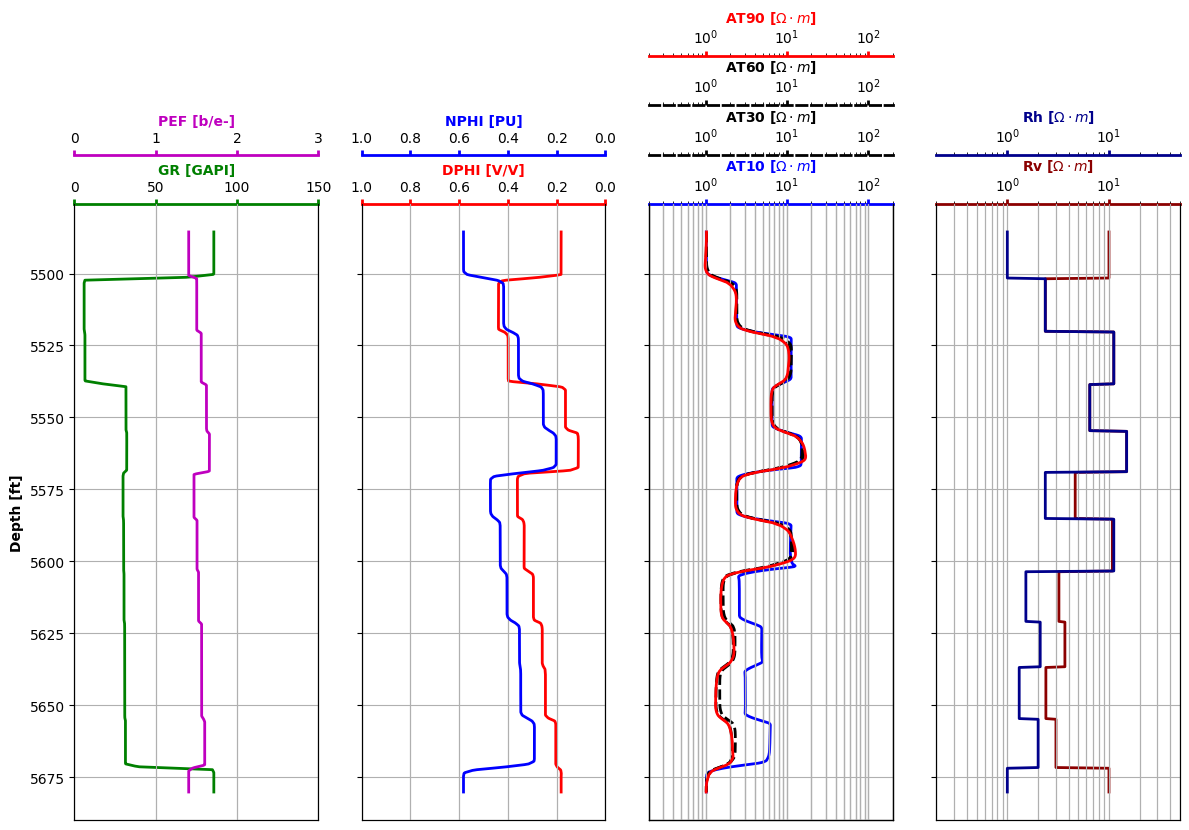 AT90 [Ω · m]
10^0 10^1 10^2
AT60 [Ω · m]
10^0 10^1 10^2
PEF [b/e-] NPHI [PU] AT30 [Ω · m] Rh [Ω · m]
0 1 2 3 1.0 0.8 0.6 0.4 0.2 0.0 10^0 10^1 10^2 10^0 10^1
GR [GAPI] DPHI [V/V] AT10 [Ω · m] Rv [Ω · m]
0 50 100 150 1.0 0.8 0.6 0.4 0.2 0.0 10^0 10^1 10^2 10^0 10^1
5500
5525
5550
5575
5600
5625
5650
5675
Depth [ft]